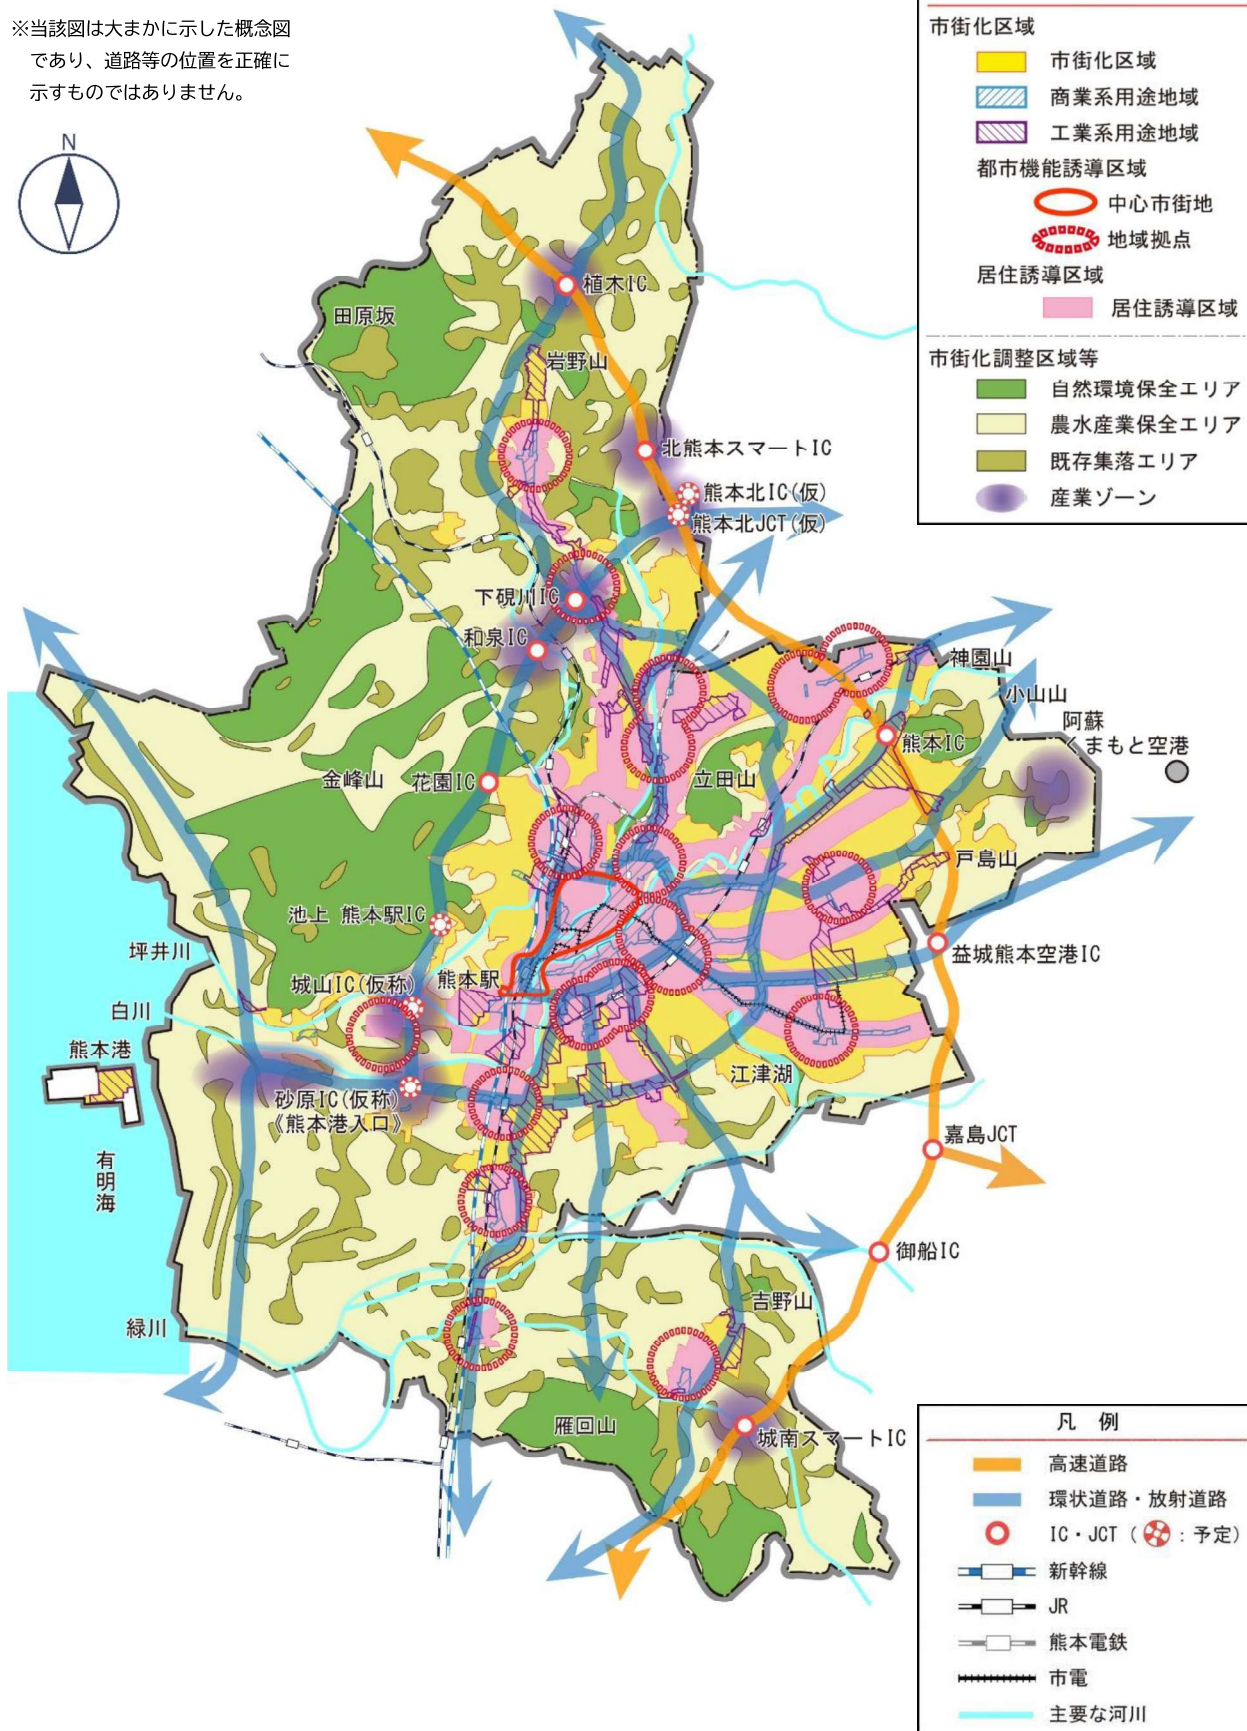 ※当該図は大まかに示した概念図
であり、道路等の位置を正確に
示すものではありません。
N
市街化区域
市街化区域
商業系用途地域
工業系用途地域
都市機能誘導区域
中心市街地
地域拠点
居住誘導区域
居住誘導区域
市街化調整区域等
自然環境保全エリア
農水産業保全エリア
既存集落エリア
産業ゾーン
植木IC
田原坂
岩野山
北熊本スマートIC
熊本北IC(仮)
熊本北JCT(仮)
下硯川IC
和泉IC
神園山
小山山
阿蘇
くまもと空港
熊本IC
金峰山
花園IC
立田山
戸島山
池上 熊本駅IC
坪井川
益城熊本空港IC
城山IC(仮称)
熊本駅
白川
熊本港
江津湖
砂原IC(仮称)
《熊本港入口》
嘉島JCT
有明海
御船IC
吉野山
緑川
雁回山
城南スマートIC
凡 例
高速道路
環状道路・放射道路
IC・JCT（ ：予定）
新幹線
JR
熊本電鉄
市電
主要な河川